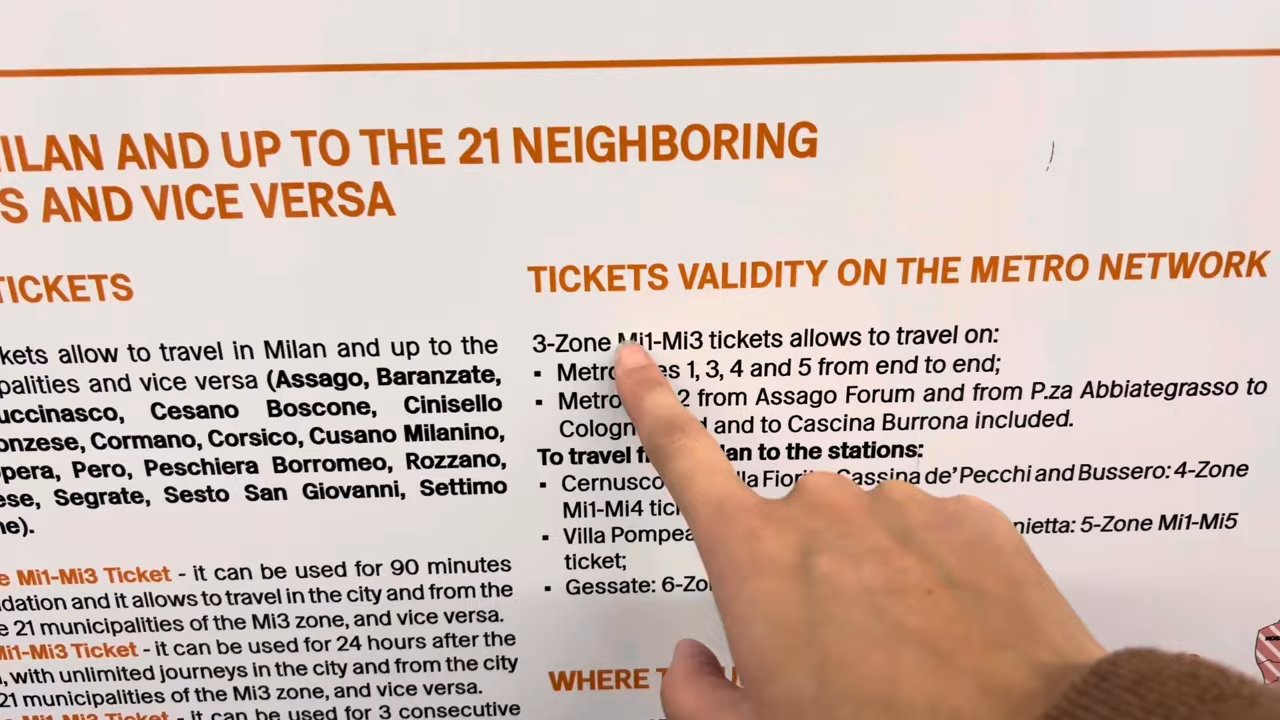 MILAN AND UP TO THE 21 NEIGHBORING
S AND VICE VERSA
TICKETS
kets allow to travel in Milan and up to the
palities and vice versa (Assago, Baranzate,
uccinasco, Cesano Boscone, Cinisello
onzese, Cormano, Corsico, Cusano Milanino,
pera, Pero, Peschiera Borromeo, Rozzano,
ese, Segrate, Sesto San Giovanni, Settimo
ne).
e Mi1-Mi3 Ticket - it can be used for 90 minutes
dation and it allows to travel in the city and from the
e 21 municipalities of the Mi3 zone, and vice versa.
Mi1-Mi3 Ticket - it can be used for 24 hours after the
, with unlimited journeys in the city and from the city
21 municipalities of the Mi3 zone, and vice versa.
Mi1-Mi3 Ticket - it can be used for 3 consecutive
TICKETS VALIDITY ON THE METRO NETWORK
3-Zone Mi1-Mi3 tickets allows to travel on:
▪ Metro es 1, 3, 4 and 5 from end to end;
▪ Metro 2 from Assago Forum and from P.za Abbiategrasso to
Cologn d and to Cascina Burrona included.
To travel f an to the stations:
▪ Cernusco la Fiorita Cassina de' Pecchi and Bussero: 4-Zone
Mi1-Mi4 tic
▪ Villa Pompea nietta: 5-Zone Mi1-Mi5
ticket;
▪ Gessate: 6-Zo
WHERE T